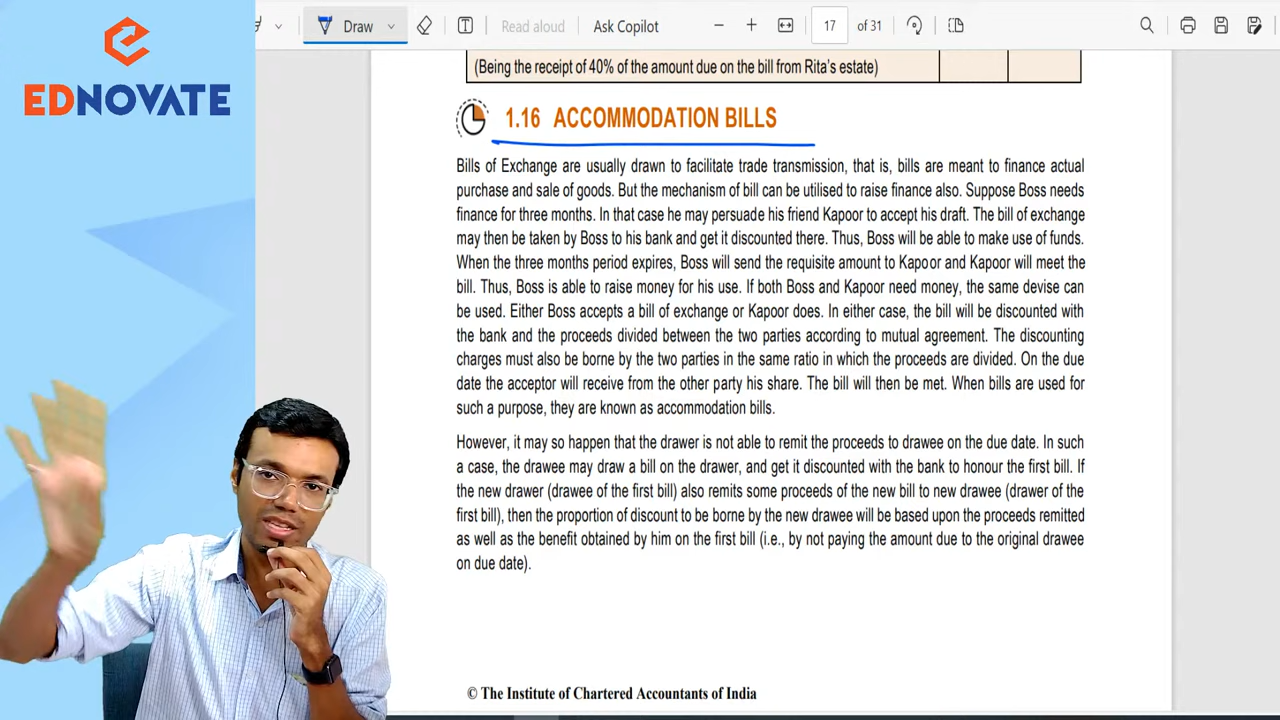 Draw
Read aloud
Ask Copilot
17
of 31
EDNOVATE
(Being the receipt of 40% of the amount due on the bill from Rita's estate)
1.16 ACCOMMODATION BILLS
Bills of Exchange are usually drawn to facilitate trade transmission, that is, bills are meant to finance actual
purchase and sale of goods. But the mechanism of bill can be utilised to raise finance also. Suppose Boss needs
finance for three months. In that case he may persuade his friend Kapoor to accept his draft. The bill of exchange
may then be taken by Boss to his bank and get it discounted there. Thus, Boss will be able to make use of funds.
When the three months period expires, Boss will send the requisite amount to Kapoor and Kapoor will meet the
bill. Thus, Boss is able to raise money for his use. If both Boss and Kapoor need money, the same devise can
be used. Either Boss accepts a bill of exchange or Kapoor does. In either case, the bill will be discounted with
the bank and the proceeds divided between the two parties according to mutual agreement. The discounting
charges must also be borne by the two parties in the same ratio in which the proceeds are divided. On the due
date the acceptor will receive from the other party his share. The bill will then be met. When bills are used for
such a purpose, they are known as accommodation bills.
However, it may so happen that the drawer is not able to remit the proceeds to drawee on the due date. In such
a case, the drawee may draw a bill on the drawer, and get it discounted with the bank to honour the first bill. If
the new drawer (drawee of the first bill) also remits some proceeds of the new bill to new drawee (drawer of the
first bill), then the proportion of discount to be borne by the new drawee will be based upon the proceeds remitted
as well as the benefit obtained by him on the first bill (i.e., by not paying the amount due to the original drawee
on due date).
© The Institute of Chartered Accountants of India